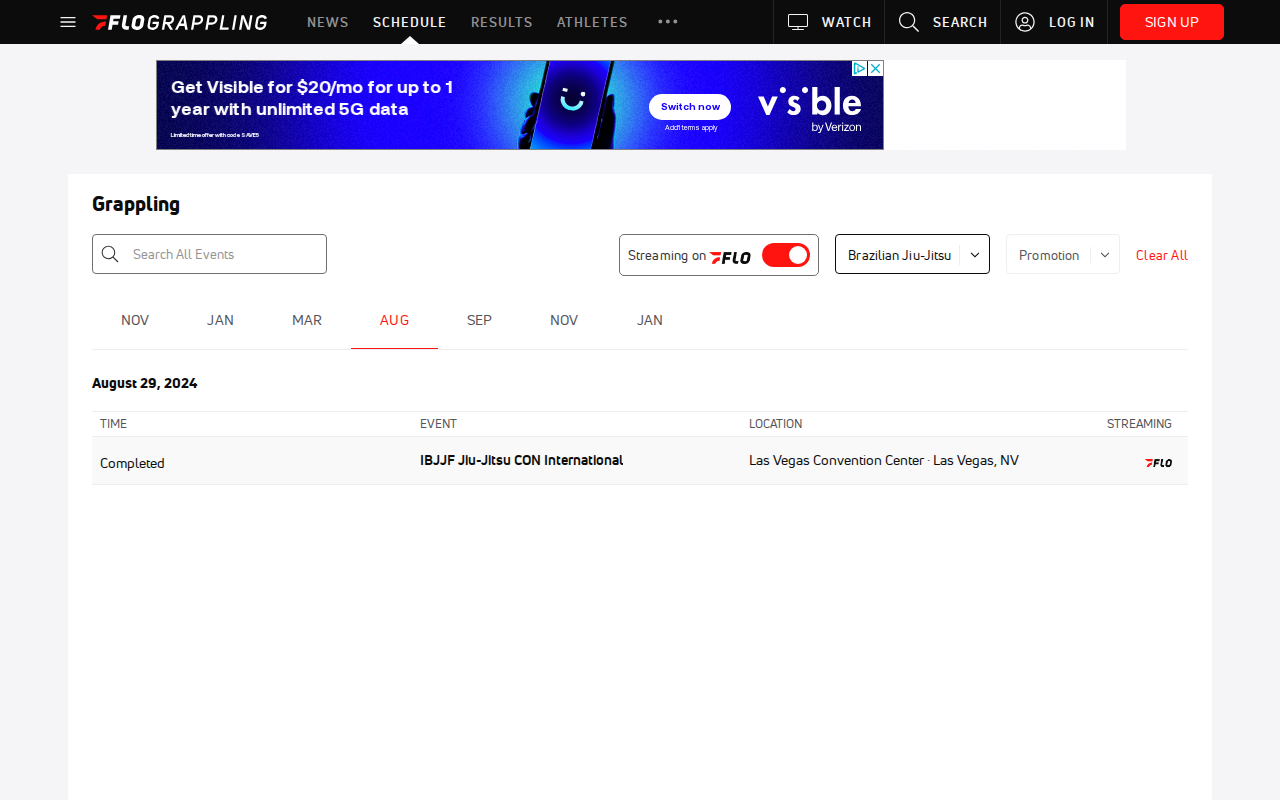 FLOGRAPPLING
NEWS
SCHEDULE
RESULTS
ATHLETES
WATCH
SEARCH
LOG IN
SIGN UP
Get Visible for $20/mo for up to 1
year with unlimited 5G data
Limited time offer with code SAVE5
Switch now
Add'l terms apply
visible
by Verizon
Grappling
Search All Events
Streaming on FLO
Brazilian Jiu-Jitsu
Promotion
Clear All
NOV
JAN
MAR
AUG
SEP
NOV
JAN
August 29, 2024
TIME
EVENT
LOCATION
STREAMING
Completed
IBJJF Jiu-Jitsu CON International
Las Vegas Convention Center · Las Vegas, NV
FLO